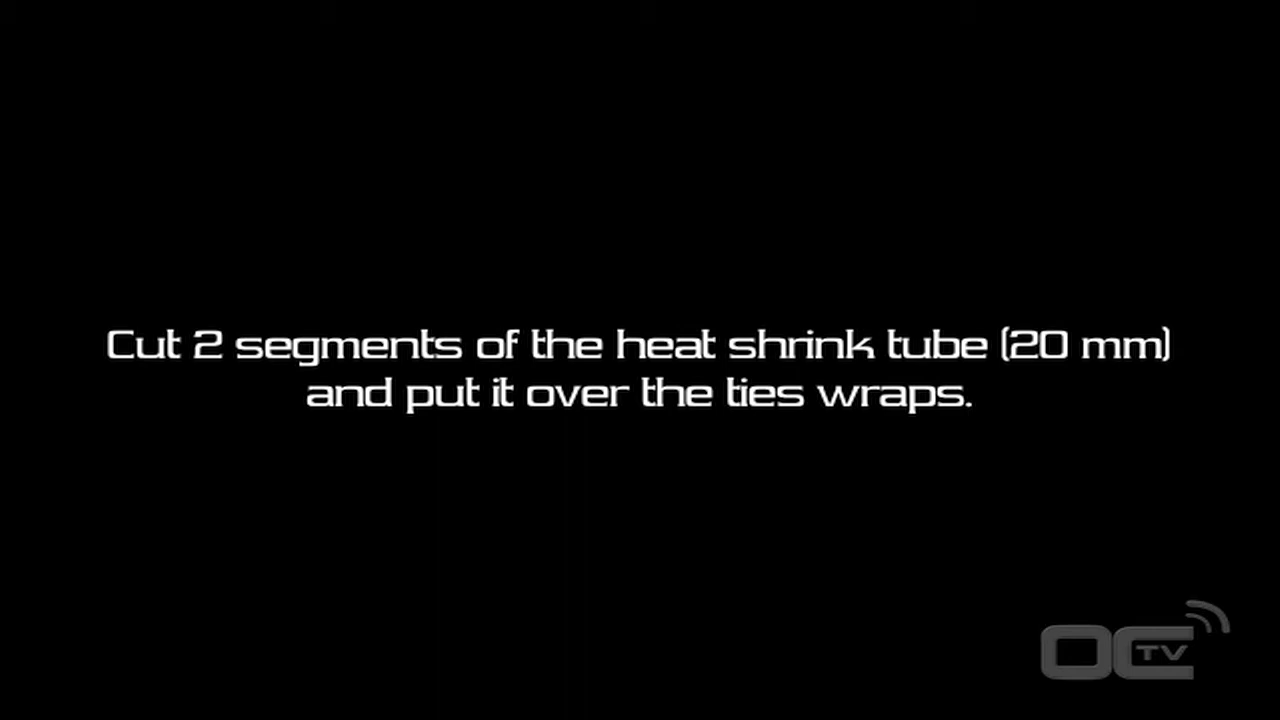 Cut 2 segments of the heat shrink tube (20 mm)
and put it over the ties wraps.
OC TV